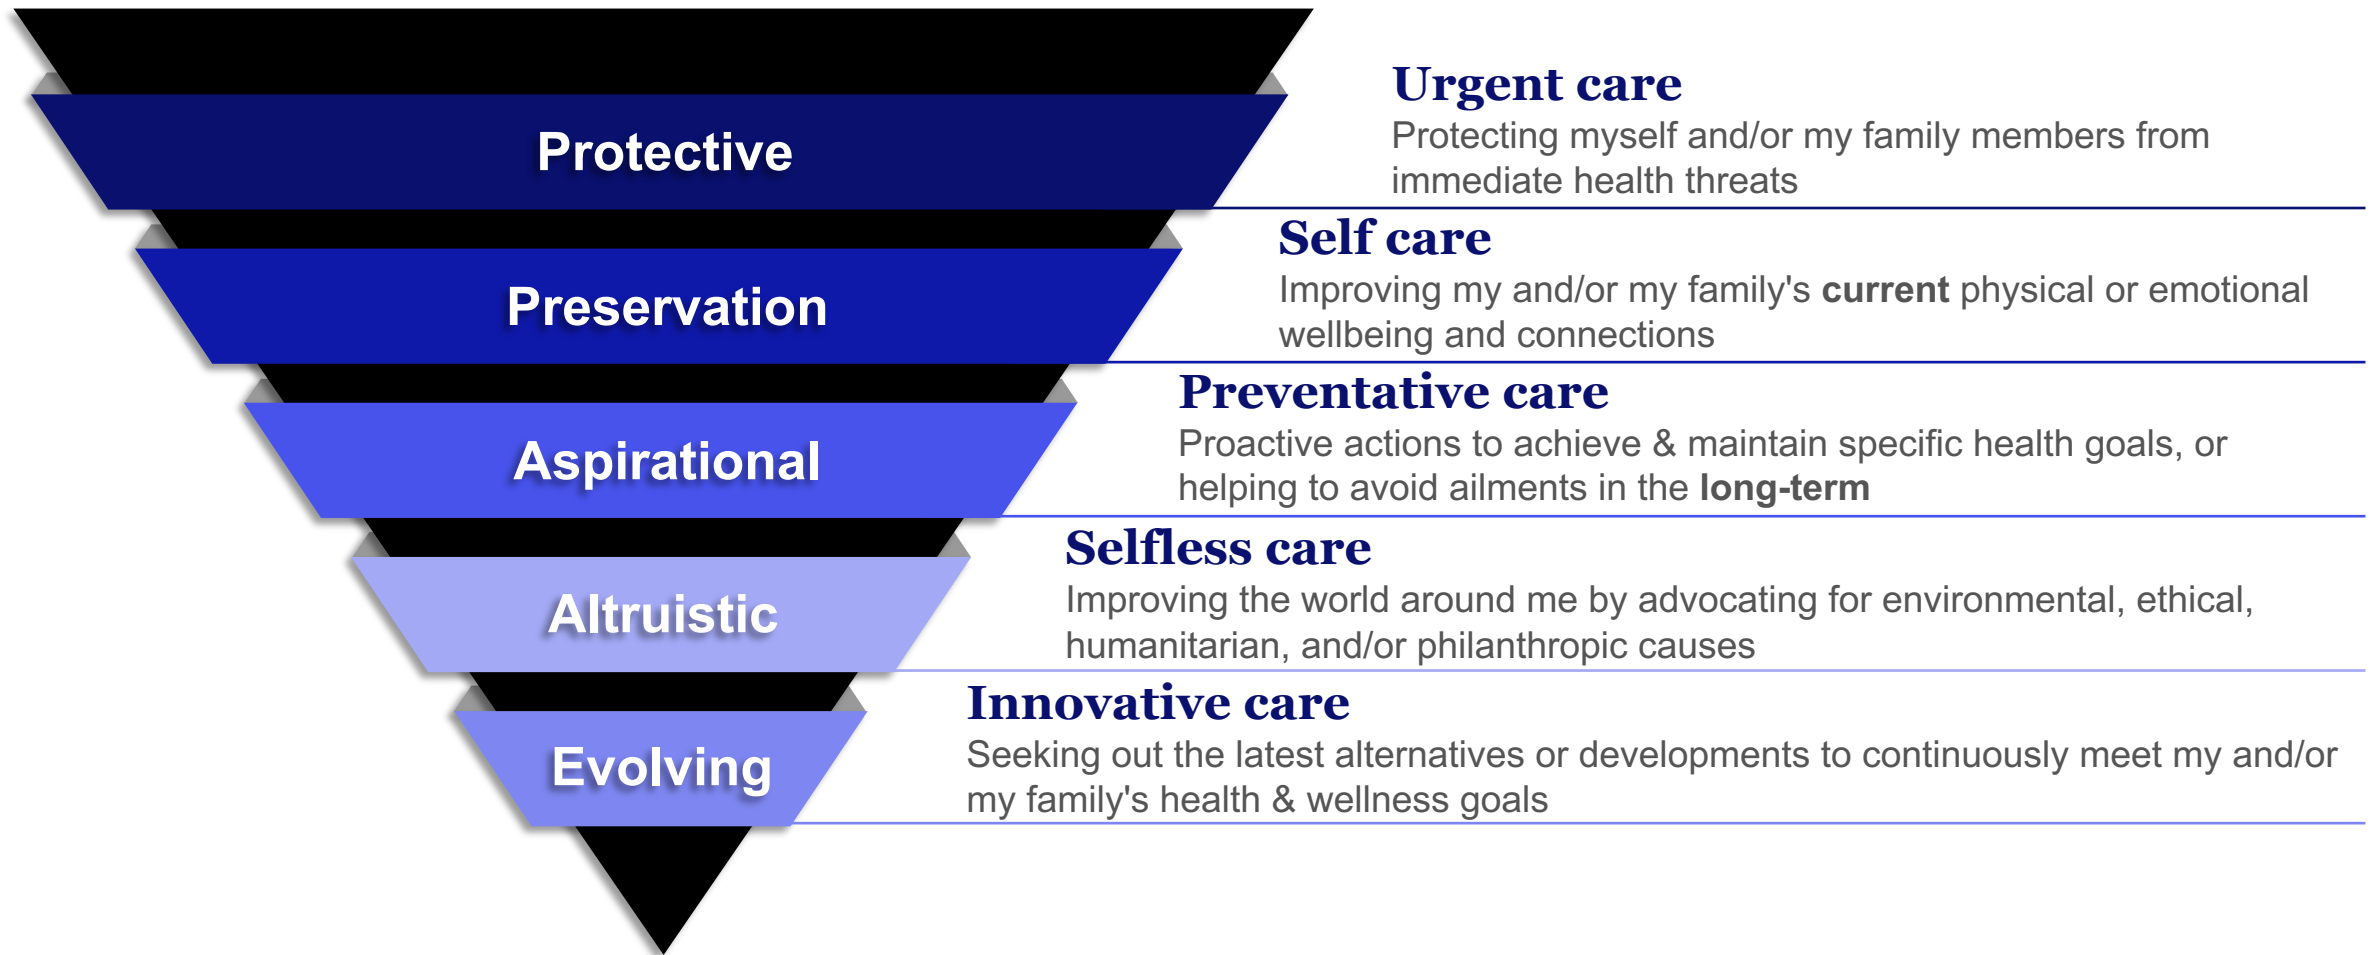 Protective
Urgent care
Protecting myself and/or my family members from
immediate health threats
Preservation
Self care
Improving my and/or my family's current physical or emotional
wellbeing and connections
Aspirational
Preventative care
Proactive actions to achieve & maintain specific health goals, or
helping to avoid ailments in the long-term
Altruistic
Selfless care
Improving the world around me by advocating for environmental, ethical,
humanitarian, and/or philanthropic causes
Evolving
Innovative care
Seeking out the latest alternatives or developments to continuously meet my and/or
my family's health & wellness goals